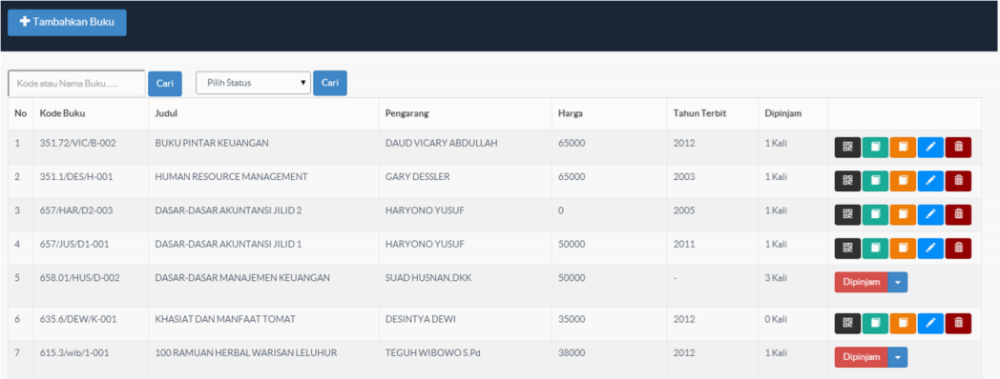 Tambahkan Buku
Kode atau Nama Buku..... Cari Pilih Status Cari
No Kode Buku Judul Pengarang Harga Tahun Terbit Dipinjam
1 351.72/VIC/B-002 BUKU PINTAR KEUANGAN DAUD VICARY ABDULLAH 65000 2012 1 Kali
2 351.1/DES/H-001 HUMAN RESOURCE MANAGEMENT GARY DESSLER 65000 2003 1 Kali
3 657/HAR/D2-003 DASAR-DASAR AKUNTANSI JILID 2 HARYONO YUSUF 0 2005 1 Kali
4 657/JUS/D1-001 DASAR-DASAR AKUNTANSI JILID 1 HARYONO YUSUF 50000 2011 1 Kali
5 658.01/HUS/D-002 DASAR-DASAR MANAJEMEN KEUANGAN SUAD HUSNAN,DKK 50000 - 3 Kali Dipinjam
6 635.6/DEW/K-001 KHASIAT DAN MANFAAT TOMAT DESINTYA DEWI 35000 2012 0 Kali
7 615.3/wib/1-001 100 RAMUAN HERBAL WARISAN LELUHUR TEGUH WIBOWO S.Pd 38000 2012 1 Kali Dipinjam